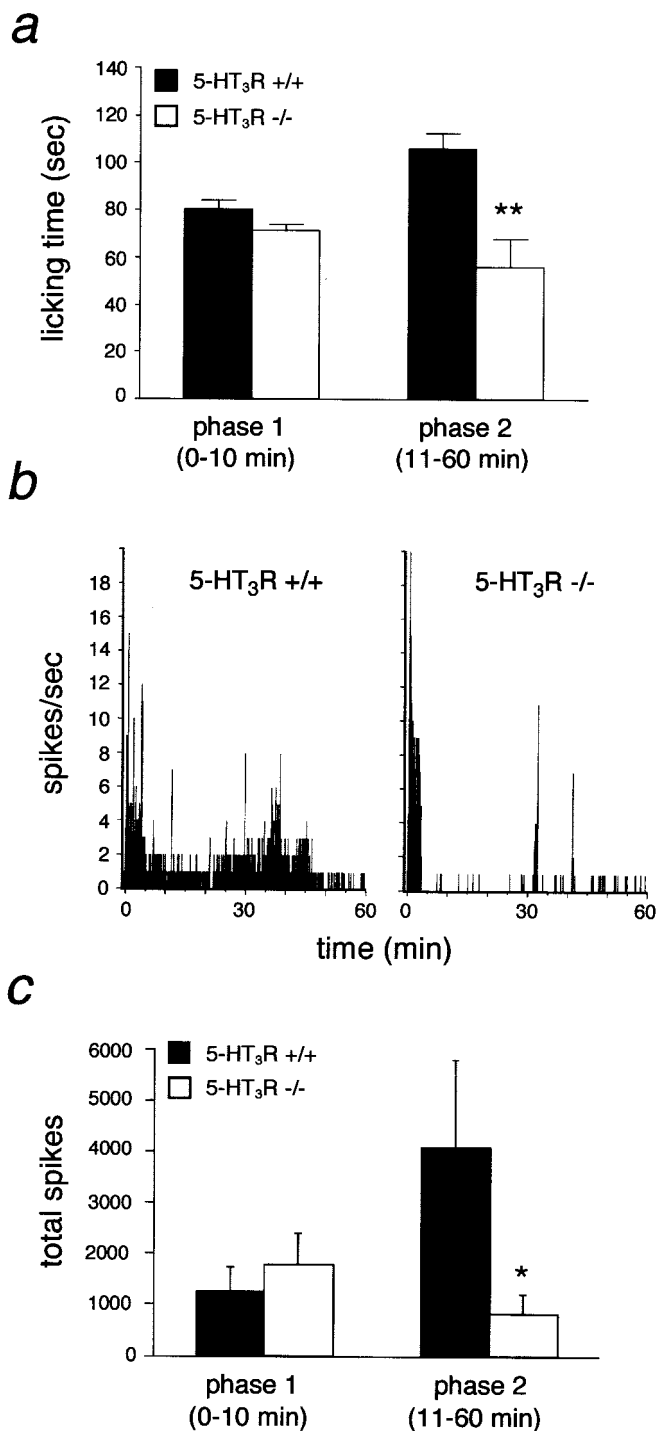 a
140
120
100
80
60
40
20
0
licking time (sec)
5-HT₃R +/+
5-HT₃R -/-
**
phase 1
(0-10 min)
phase 2
(11-60 min)
b
18
16
14
12
10
8
6
4
2
0
spikes/sec
5-HT₃R +/+
5-HT₃R -/-
0 30 60
0 30 60
time (min)
c
6000
5000
4000
3000
2000
1000
0
total spikes
5-HT₃R +/+
5-HT₃R -/-
*
phase 1
(0-10 min)
phase 2
(11-60 min)